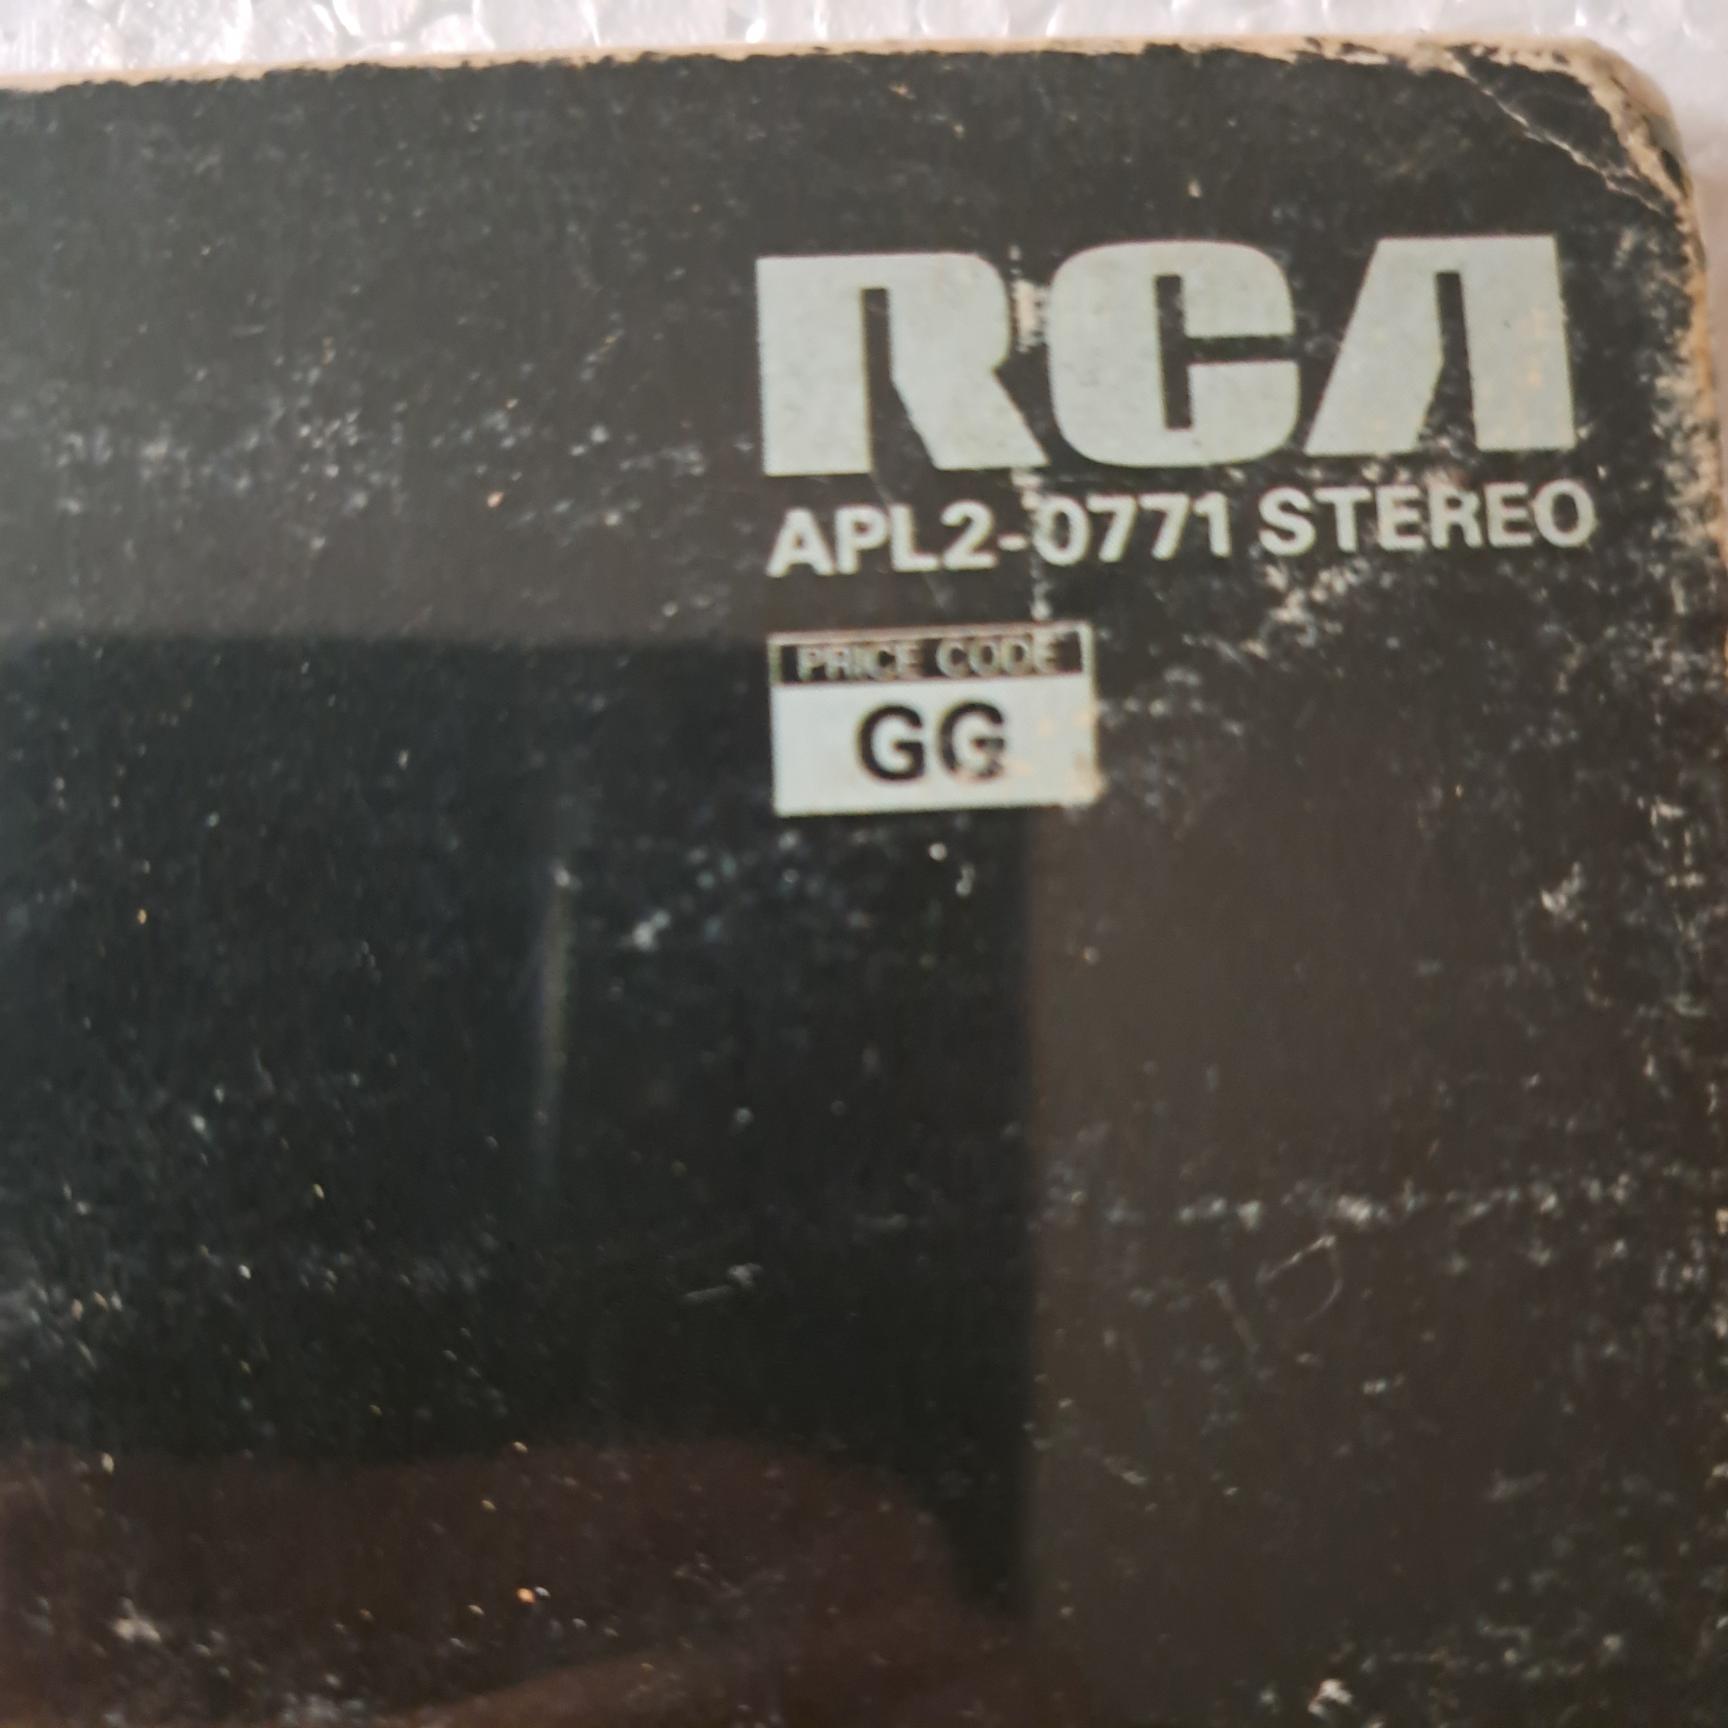 RCA
APL2-0771 STEREO
PRICE CODE
GG